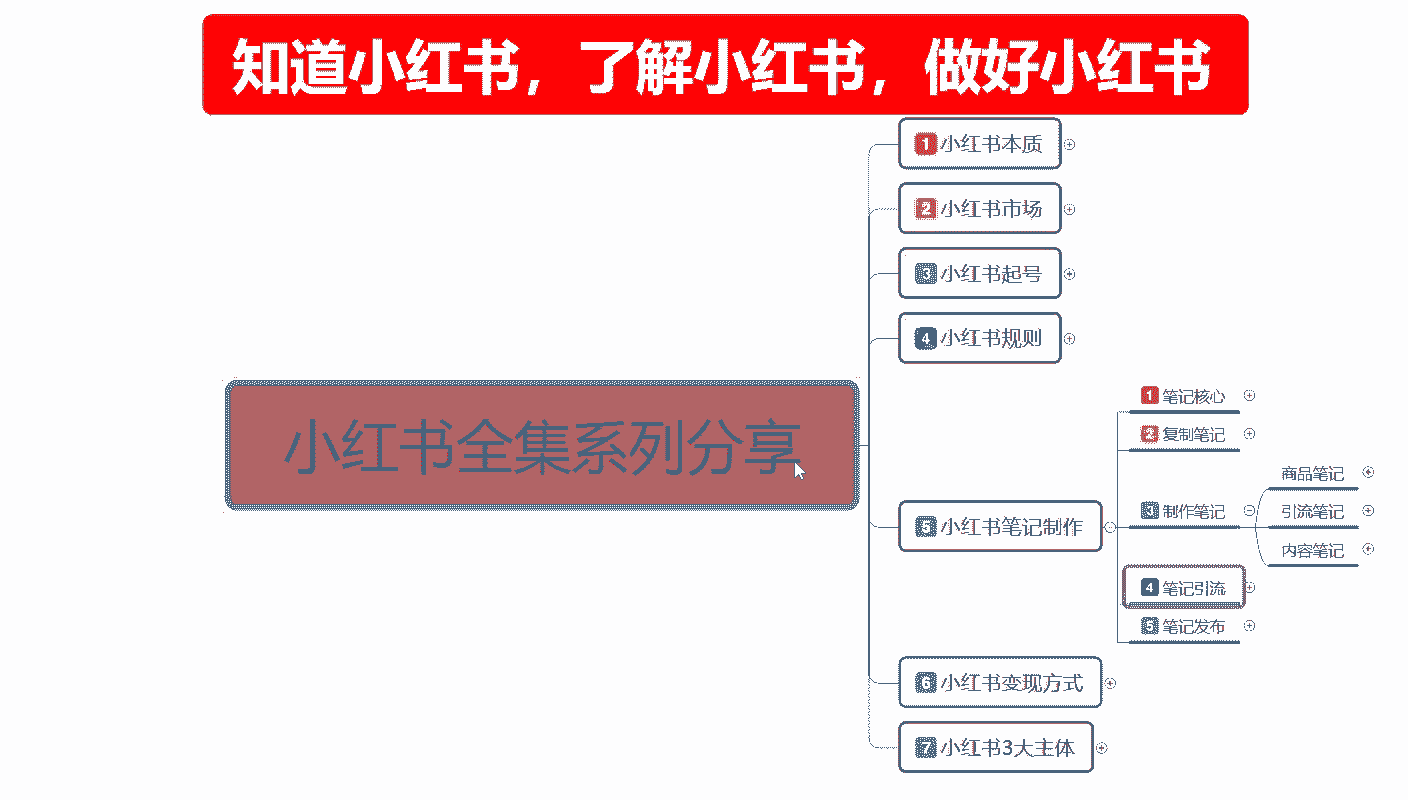 知道小红书，了解小红书，做好小红书
小红书全集系列分享
1 小红书本质
2 小红书市场
3 小红书起号
4 小红书规则
5 小红书笔记制作
1 笔记核心
2 复制笔记
3 制作笔记
商品笔记
引流笔记
内容笔记
4 笔记引流
5 笔记发布
6 小红书变现方式
7 小红书3大主体